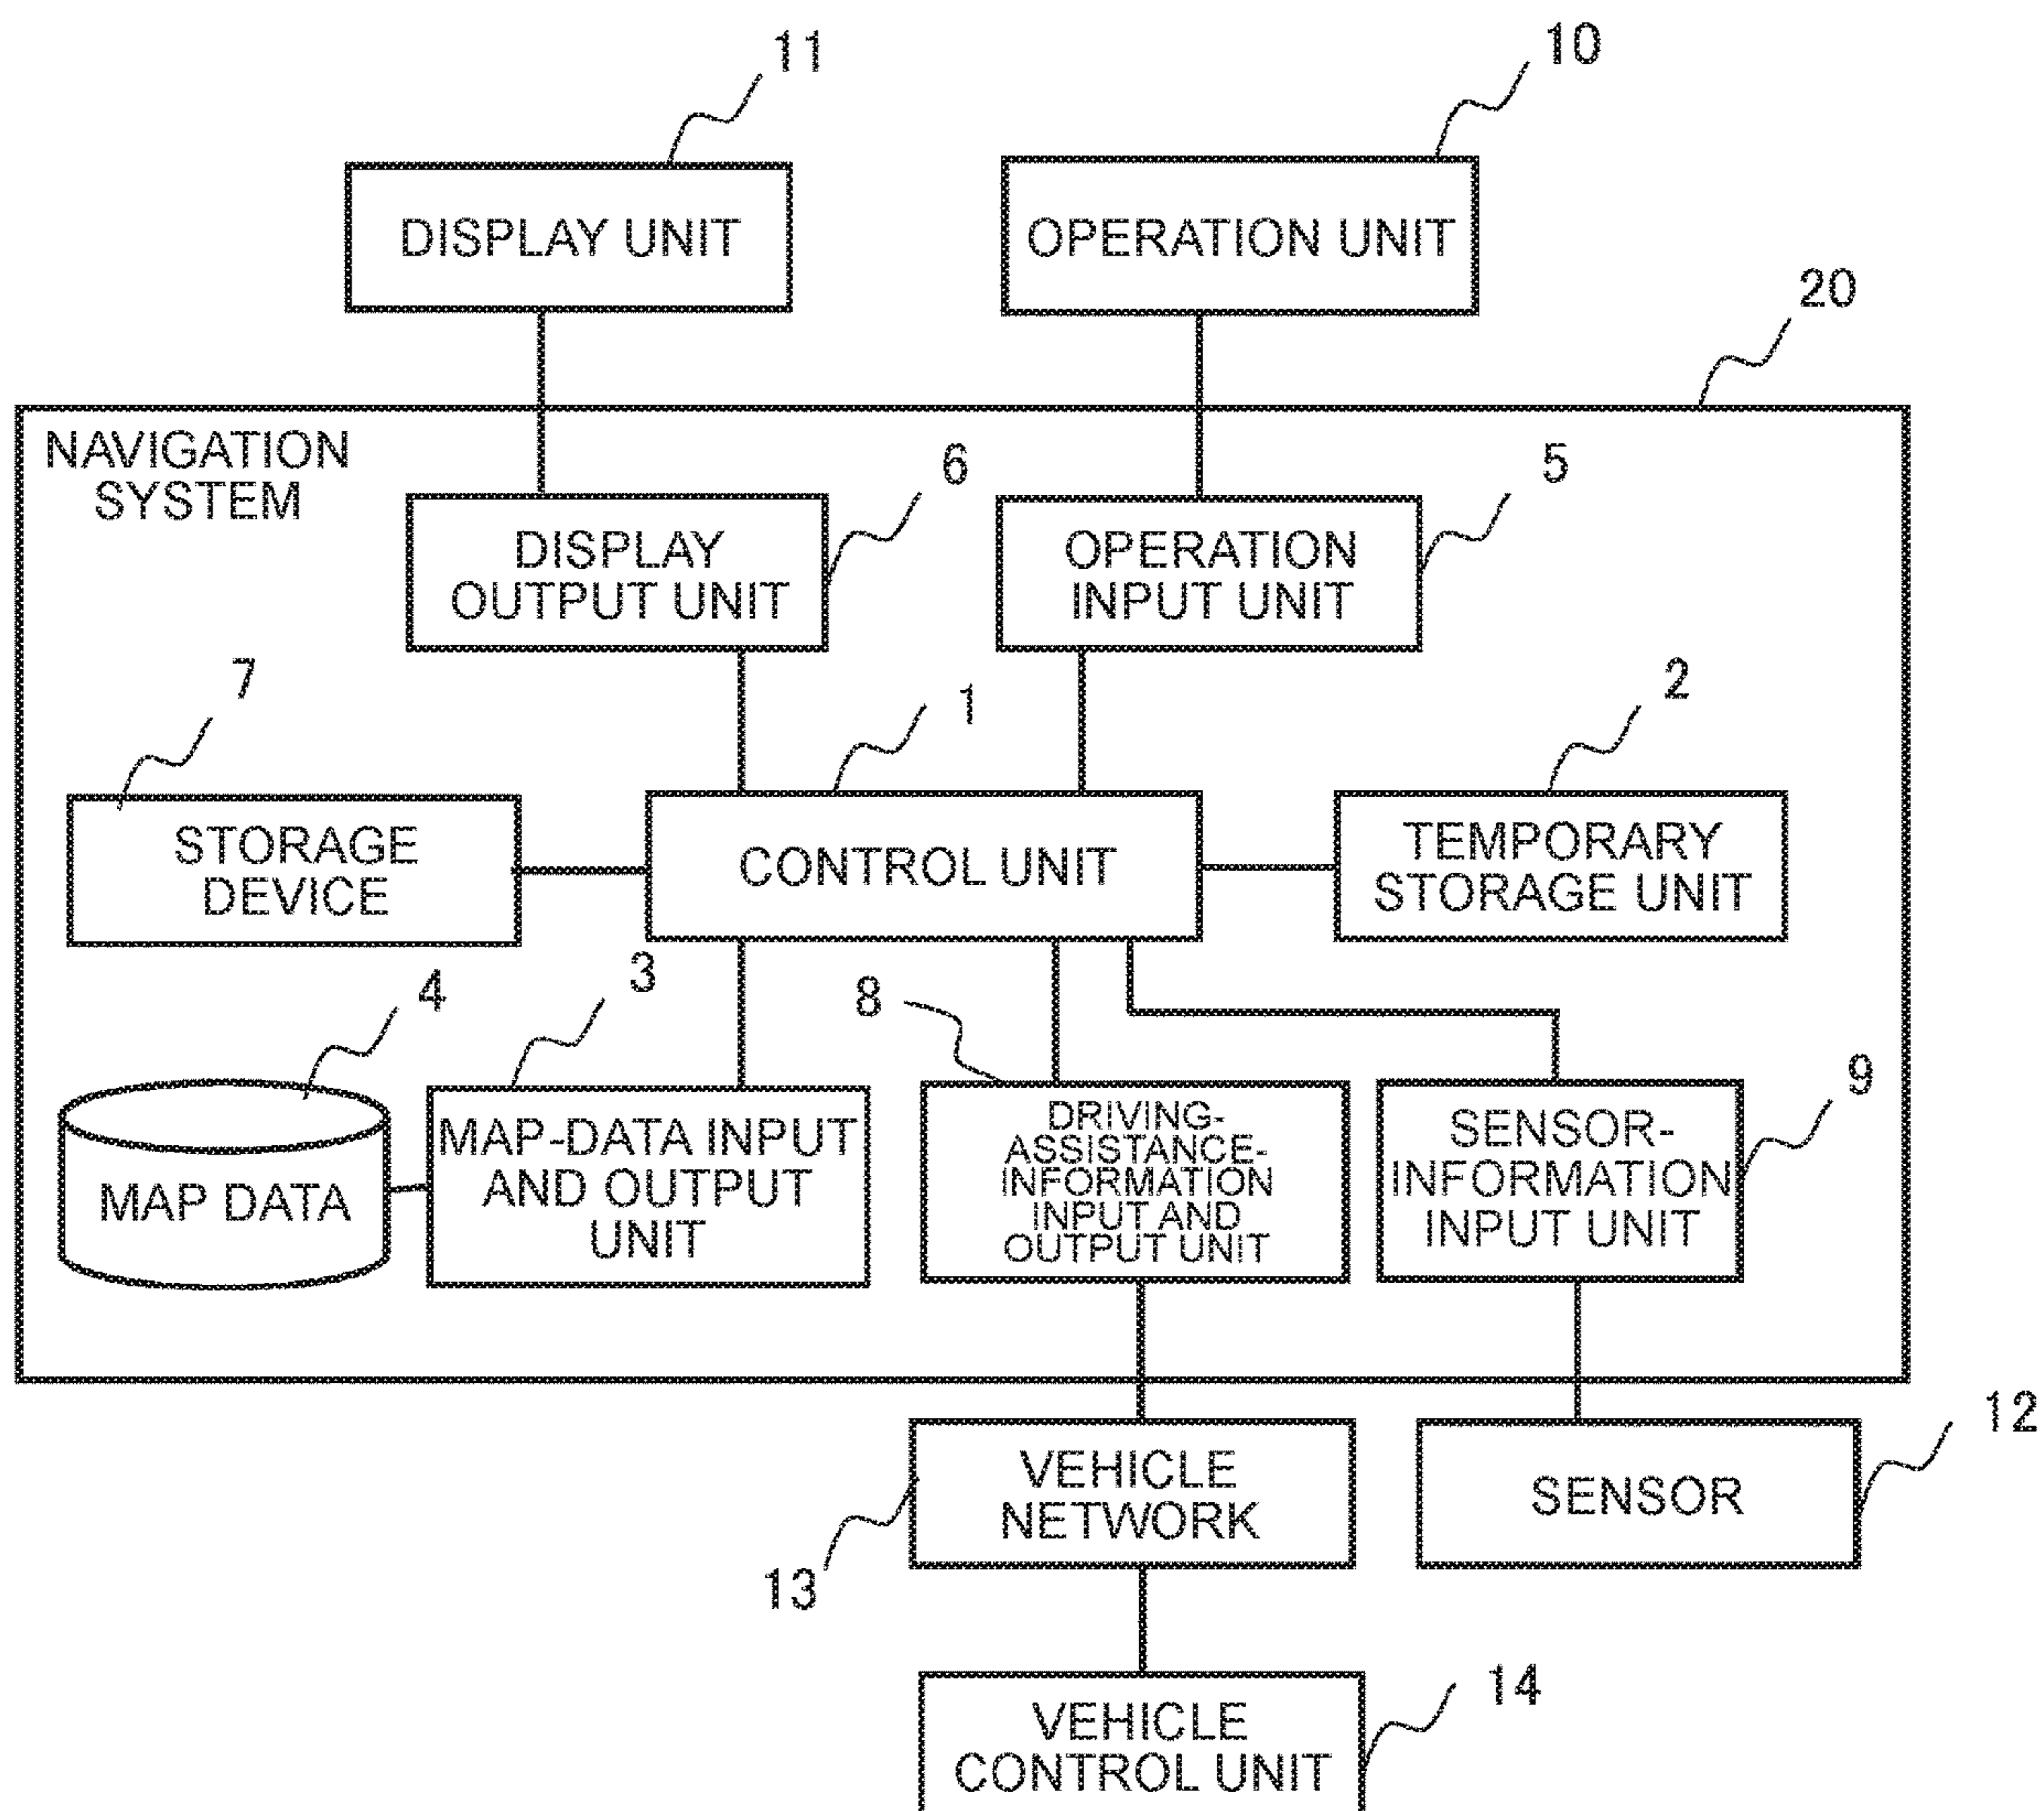 11
10
DISPLAY UNIT
OPERATION UNIT
20
NAVIGATION
SYSTEM
6
5
DISPLAY
OUTPUT UNIT
OPERATION
INPUT UNIT
7
1
2
STORAGE
DEVICE
CONTROL UNIT
TEMPORARY
STORAGE UNIT
4
3
8
9
MAP DATA
MAP-DATA INPUT
AND OUTPUT
UNIT
DRIVING-
ASSISTANCE-
INFORMATION
INPUT AND
OUTPUT UNIT
SENSOR-
INFORMATION
INPUT UNIT
12
VEHICLE
NETWORK
SENSOR
13
14
VEHICLE
CONTROL UNIT